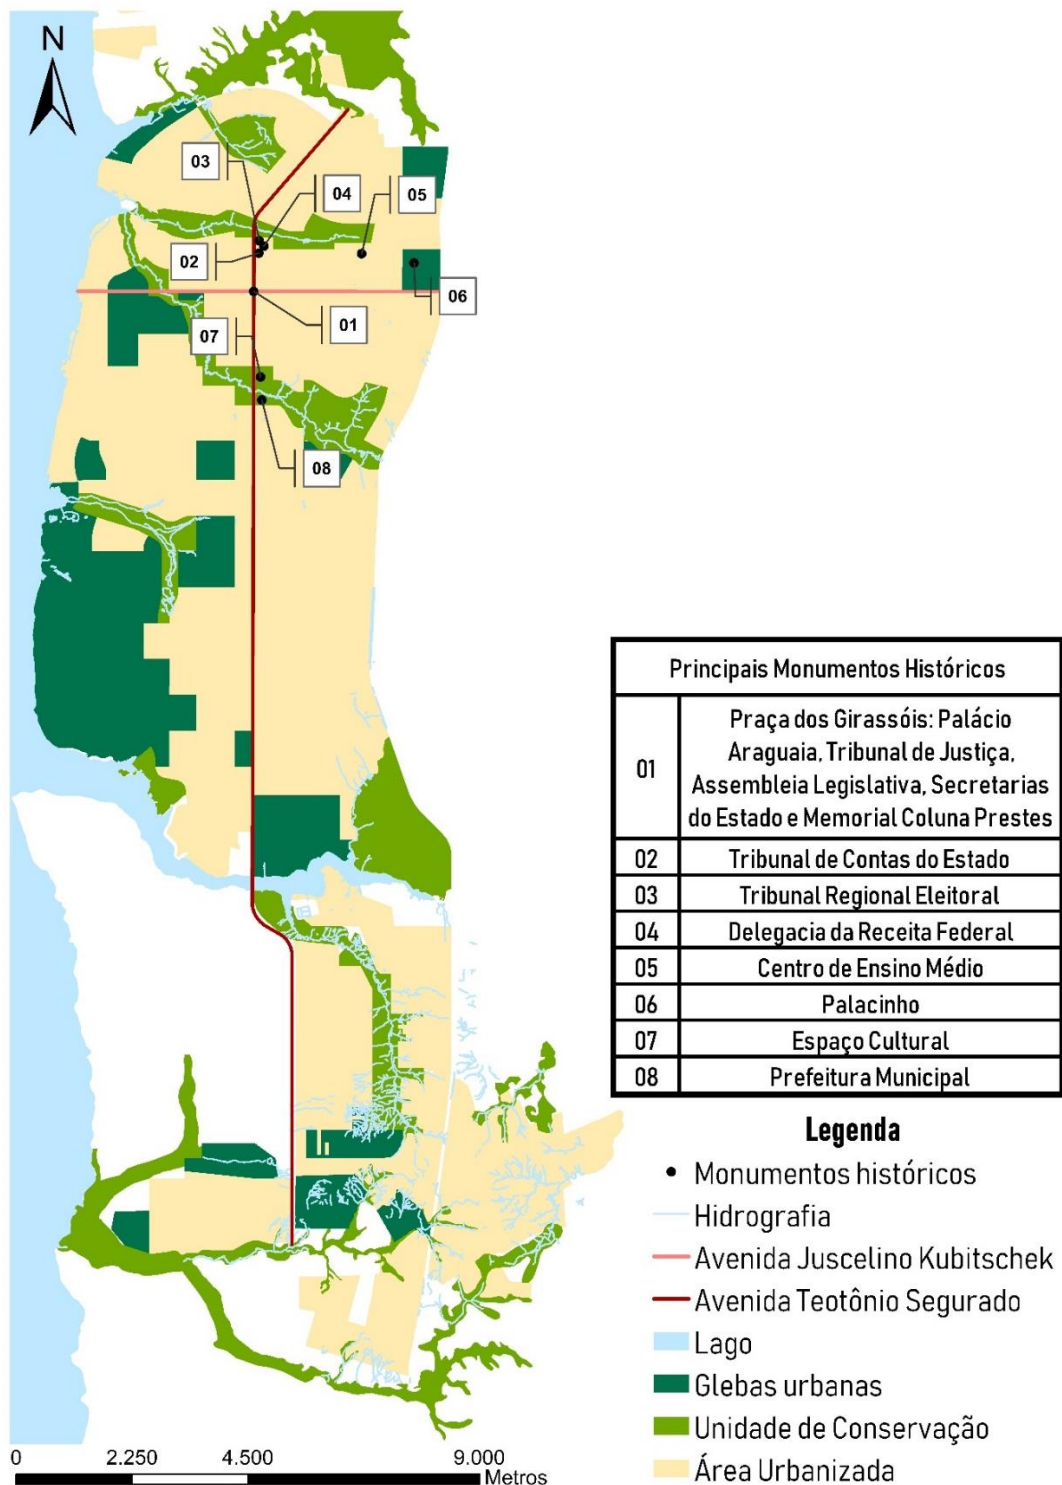 N
03
04
05
02
06
01
07
08
Principais Monumentos Históricos
01
Praça dos Girassóis: Palácio
Araguaia, Tribunal de Justiça,
Assembleia Legislativa, Secretarias
do Estado e Memorial Coluna Prestes
02 Tribunal de Contas do Estado
03 Tribunal Regional Eleitoral
04 Delegacia da Receita Federal
05 Centro de Ensino Médio
06 Palacinho
07 Espaço Cultural
08 Prefeitura Municipal
Legenda
Monumentos históricos
Hidrografia
Avenida Juscelino Kubitschek
Avenida Teotônio Segurado
Lago
Glebas urbanas
Unidade de Conservação
Área Urbanizada
0 2.250 4.500 9.000
Metros